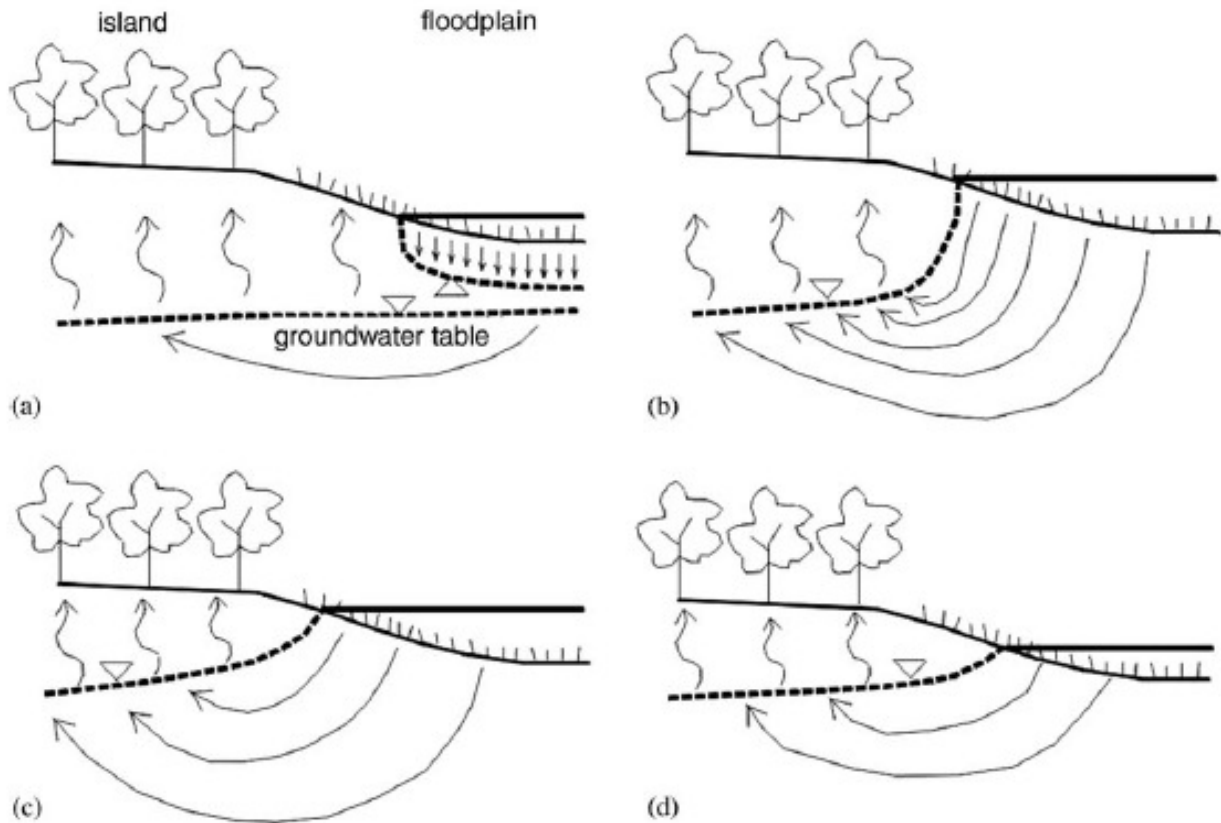 island
floodplain
groundwater table
(a)
(b)
(c)
(d)